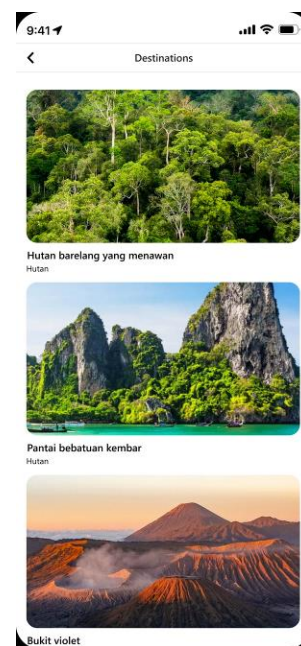 9:41
Destinations
Hutan barelang yang menawan
Hutan
Pantai bebatuan kembar
Hutan
Bukit violet